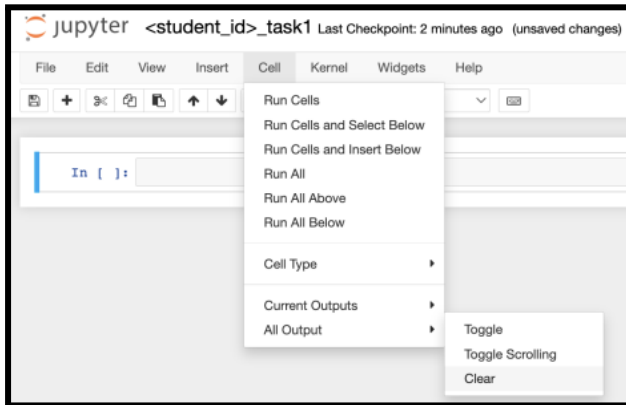 jupyter <student_id>_task1 Last Checkpoint: 2 minutes ago (unsaved changes)
File Edit View Insert Cell Kernel Widgets Help
Run Cells
Run Cells and Select Below
Run Cells and Insert Below
In [ ]:
Run All
Run All Above
Run All Below
Cell Type
Current Outputs
All Output
Toggle
Toggle Scrolling
Clear